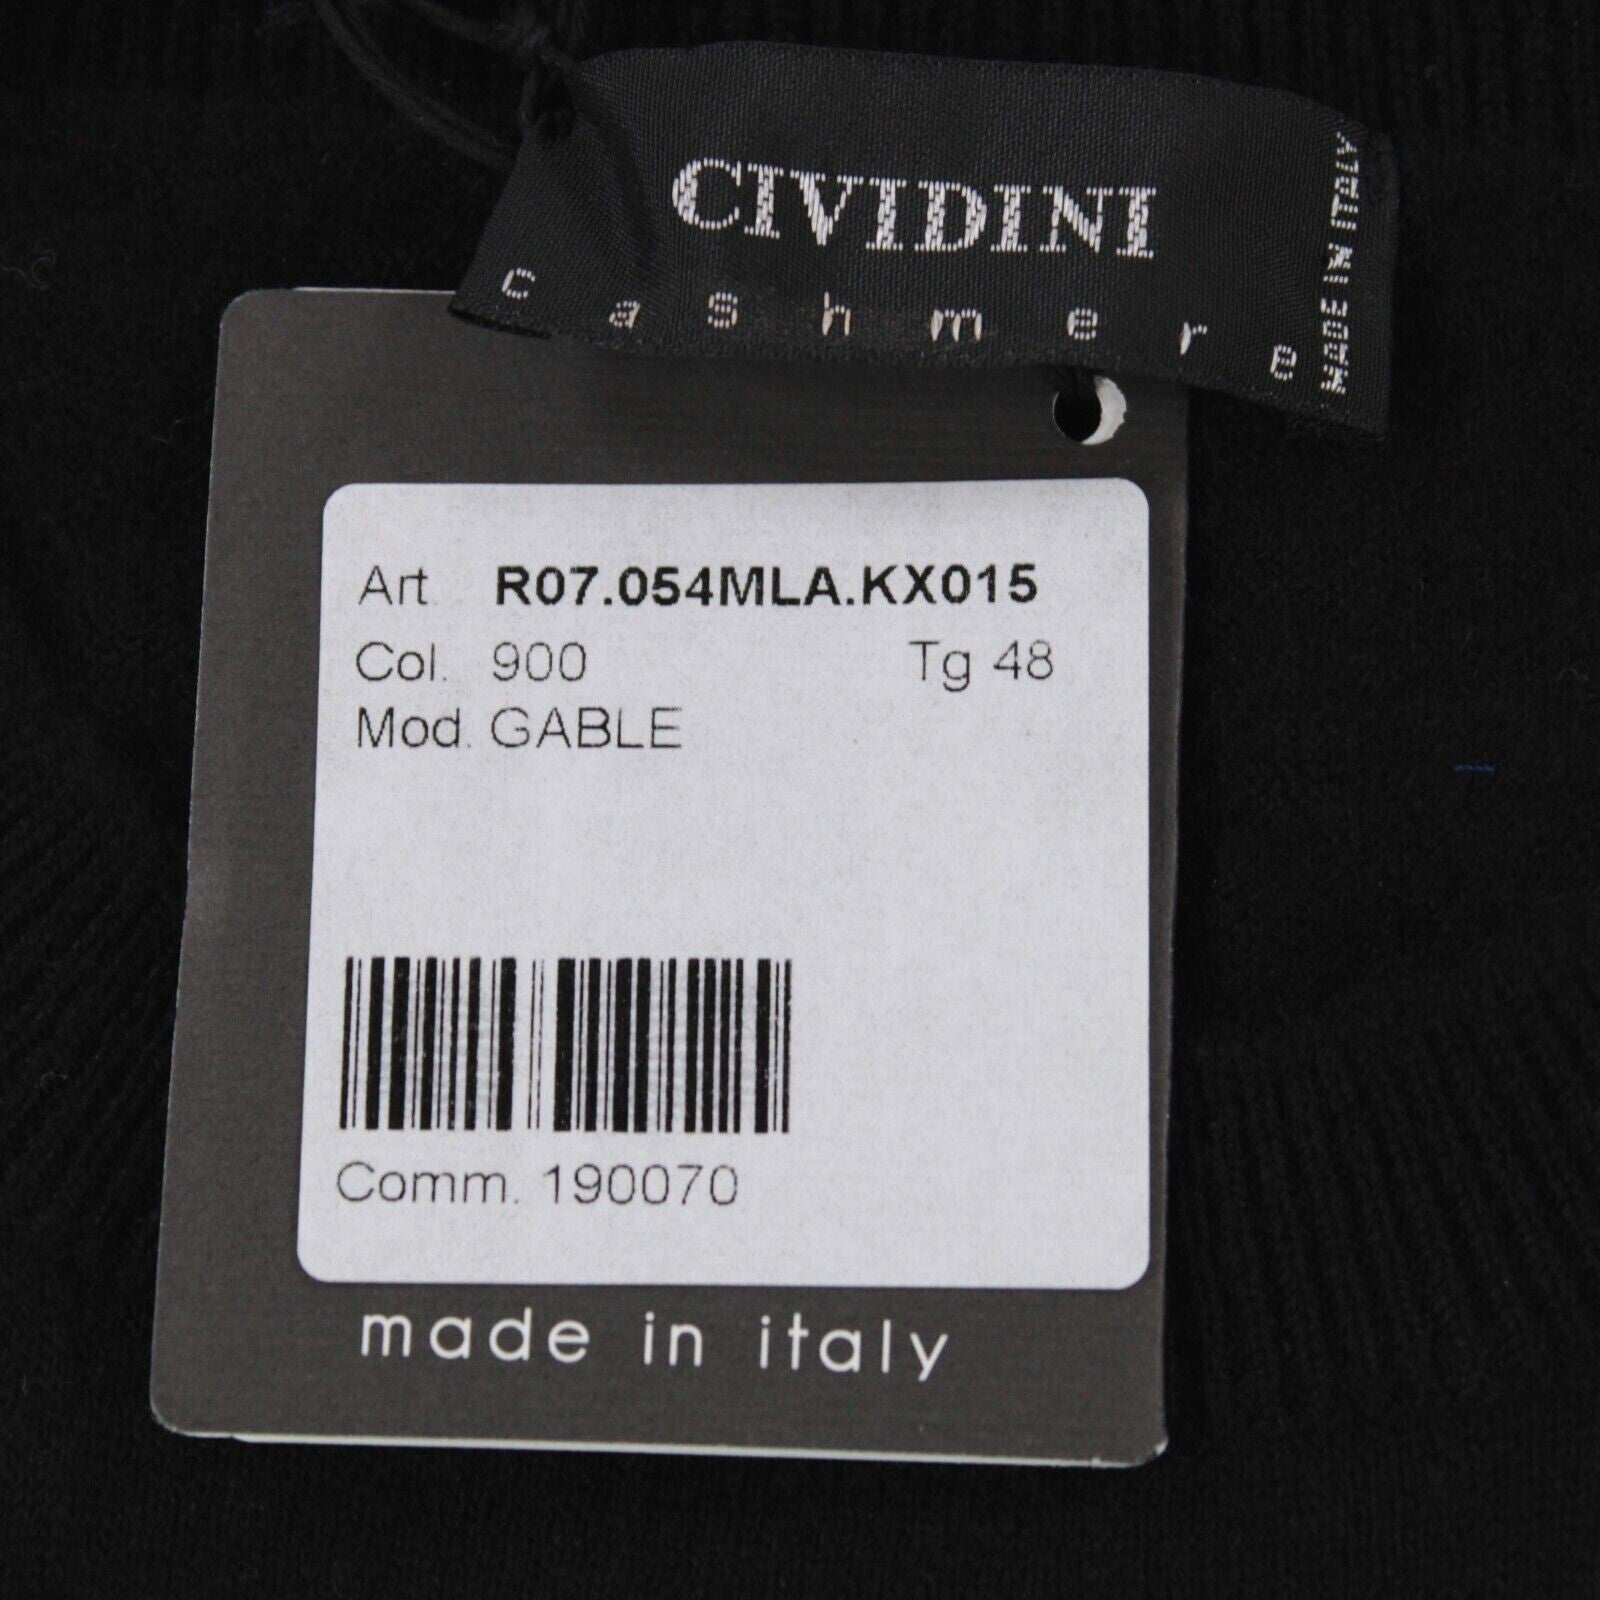 CIVIDINI
cashmere
MADE IN ITALY
Art. R07.054MLA.KX015
Col. 900 Tg 48
Mod. GABLE
Comm. 190070
made in italy